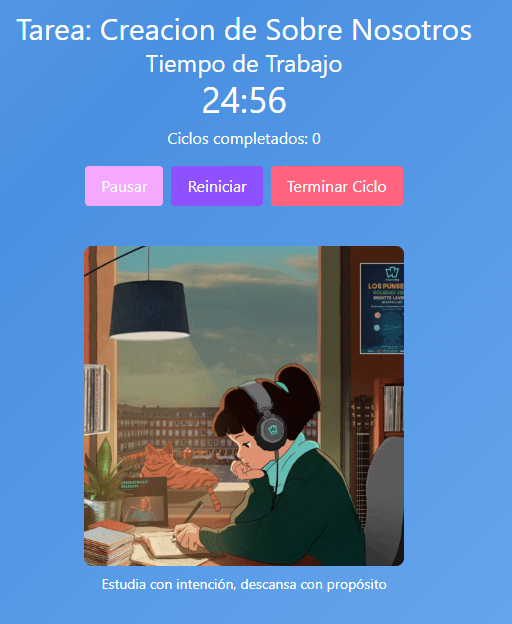 Tarea: Creacion de Sobre Nosotros
Tiempo de Trabajo
24:56
Ciclos completados: 0
Pausar Reiniciar Terminar Ciclo
LOS PUNSE
Estudia con intención, descansa con propósito